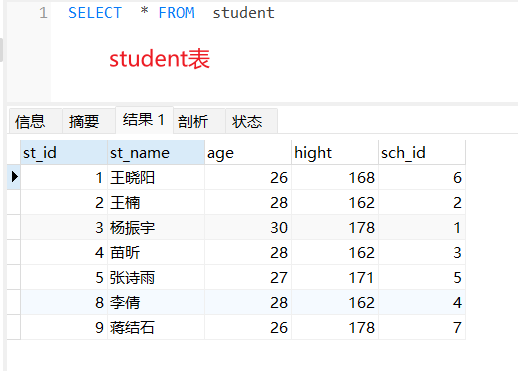 1 SELECT * FROM student
student表
信息 摘要 结果 1 剖析 状态
st_id st_name age hight sch_id
1 王晓阳 26 168 6
2 王楠 28 162 2
3 杨振宇 30 178 1
4 苗昕 28 162 3
5 张诗雨 27 171 5
8 李倩 28 162 4
9 蒋结石 26 178 7